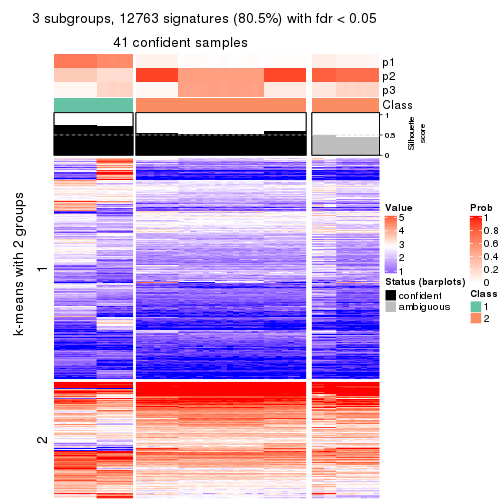 3 subgroups, 12763 signatures (80.5%) with fdr < 0.05
41 confident samples
p1
p2
p3
Class
1
0.5
0
Silhouette
score
k-means with 2 groups
1
2
Value
5
4
3
2
1
Status (barplots)
confident
ambiguous
Prob
1
0.8
0.6
0.4
0.2
0
Class
1
2